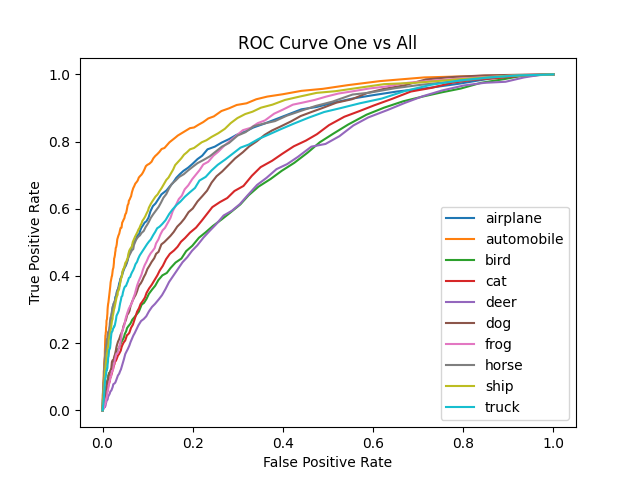 ROC Curve One vs All
True Positive Rate
1.0
0.8
0.6
0.4
0.2
0.0
airplane
automobile
bird
cat
deer
dog
frog
horse
ship
truck
0.0 0.2 0.4 0.6 0.8 1.0
False Positive Rate